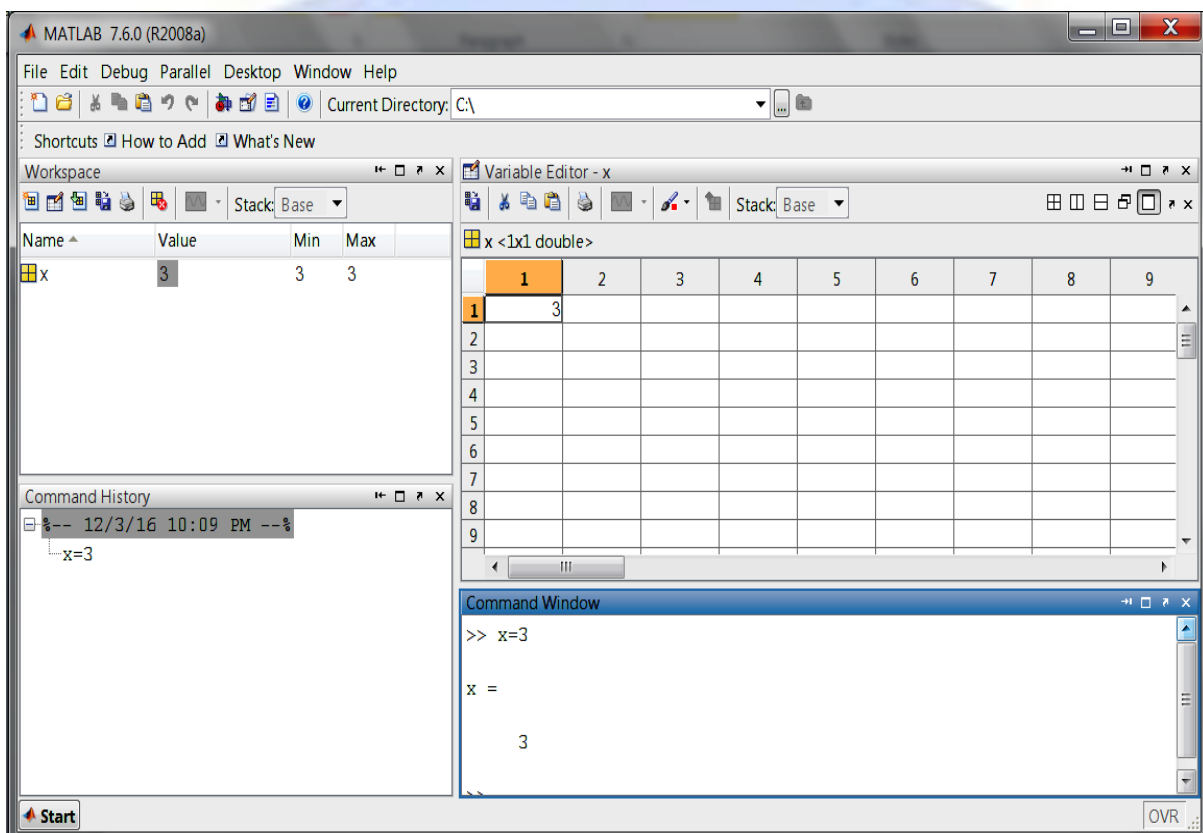 MATLAB 7.6.0 (R2008a)
File Edit Debug Parallel Desktop Window Help
Current Directory: C:\
...
Shortcuts How to Add What's New
Workspace
Stack: Base
Name Value Min Max
x 3 3 3
Command History
%-- 12/3/16 10:09 PM --%
x=3
Variable Editor - x
Stack: Base
x <1x1 double>
1 2 3 4 5 6 7 8 9
1 3
2
3
4
5
6
7
8
9
Command Window
>> x=3
x =
3
>>
Start
OVR